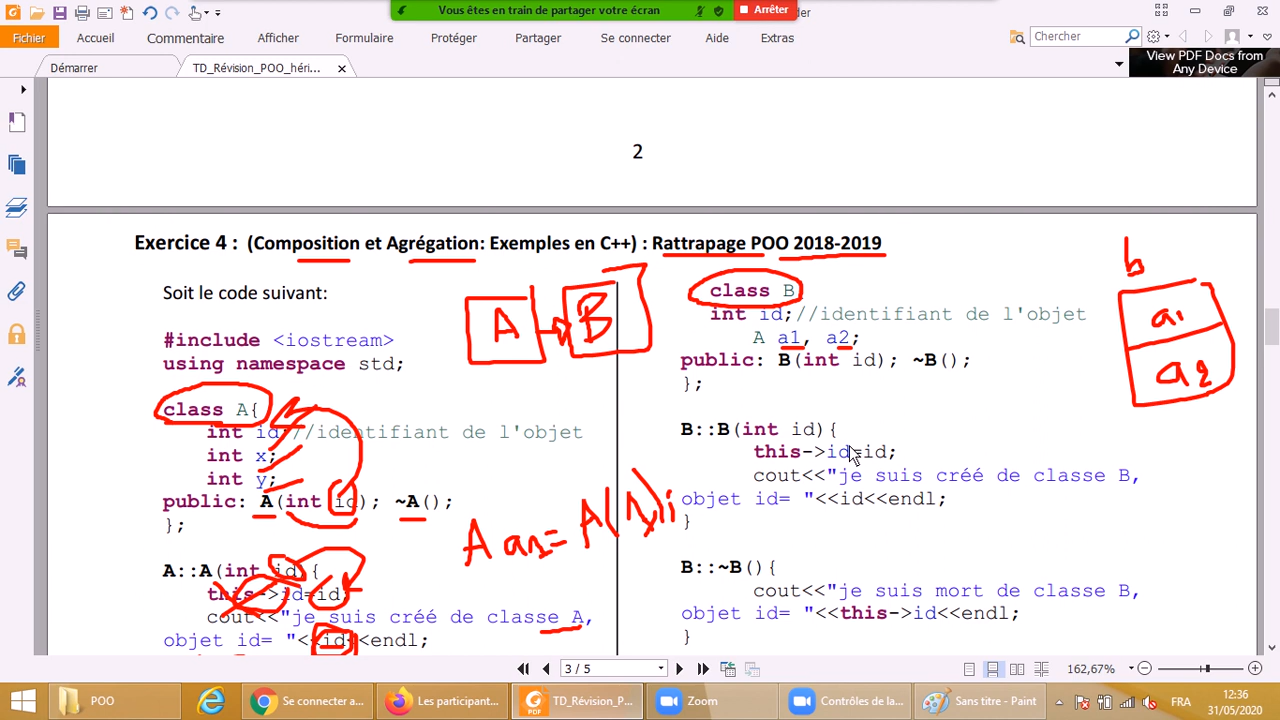 Vous êtes en train de partager votre écran
Arrêter
der
Fichier
Accueil
Commentaire
Afficher
Formulaire
Protéger
Partager
Se connecter
Aide
Extras
Chercher
Démarrer
TD_Révision_POO_héri...
View PDF Docs from
Any Device
2
Exercice 4 : (Composition et Agrégation: Exemples en C++) : Rattrapage POO 2018-2019
Soit le code suivant:
#include <iostream>
using namespace std;
class A{
int id;//identifiant de l'objet
int x;
int y;
public: A(int id); ~A();
};
A::A(int id){
this->id=id;
cout<<"je suis créé de classe A,
objet id= "<<id<<endl;
A
B
class B
int id;//identifiant de l'objet
A a1, a2;
public: B(int id); ~B();
};
B::B(int id){
this->id=id;
cout<<"je suis créé de classe B,
objet id= "<<id<<endl;
}
B::~B(){
cout<<"je suis mort de classe B,
objet id= "<<this->id<<endl;
}
b
a1
a2
3 / 5
162,67%
POO
Se connecter a...
Les participant...
TD_Révision_P...
Zoom
Contrôles de la...
Sans titre - Paint
FRA
12:36
31/05/2020